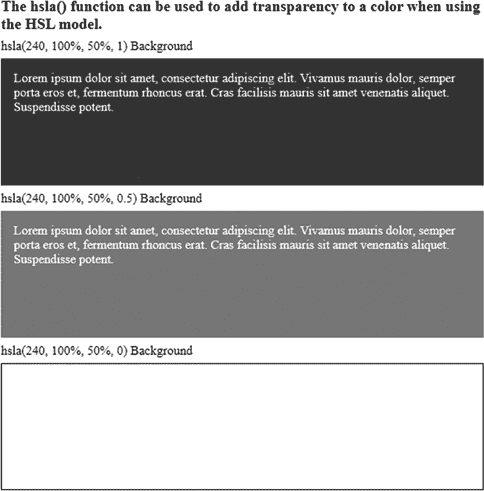 The hsla() function can be used to add transparency to a color when using
the HSL model.
hsla(240, 100%, 50%, 1) Background
Lorem ipsum dolor sit amet, consectetur adipiscing elit. Vivamus mauris dolor, semper
porta eros et, fermentum rhoncus erat. Cras facilisis mauris sit amet venenatis aliquet.
Suspendisse potent.
hsla(240, 100%, 50%, 0.5) Background
Lorem ipsum dolor sit amet, consectetur adipiscing elit. Vivamus mauris dolor, semper
porta eros et, fermentum rhoncus erat. Cras facilisis mauris sit amet venenatis aliquet.
Suspendisse potent.
hsla(240, 100%, 50%, 0) Background